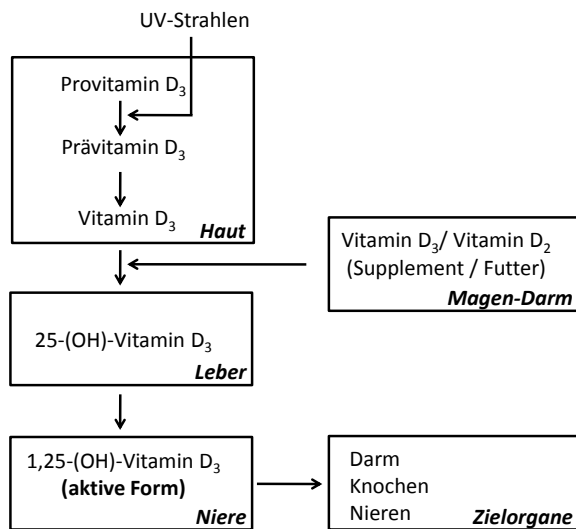 UV-Strahlen
Provitamin D₃
Prävitamin D₃
Vitamin D₃
Haut
Vitamin D₃/ Vitamin D₂
(Supplement / Futter)
Magen-Darm
25-(OH)-Vitamin D₃
Leber
1,25-(OH)-Vitamin D₃
(aktive Form)
Niere
Darm
Knochen
Nieren
Zielorgane